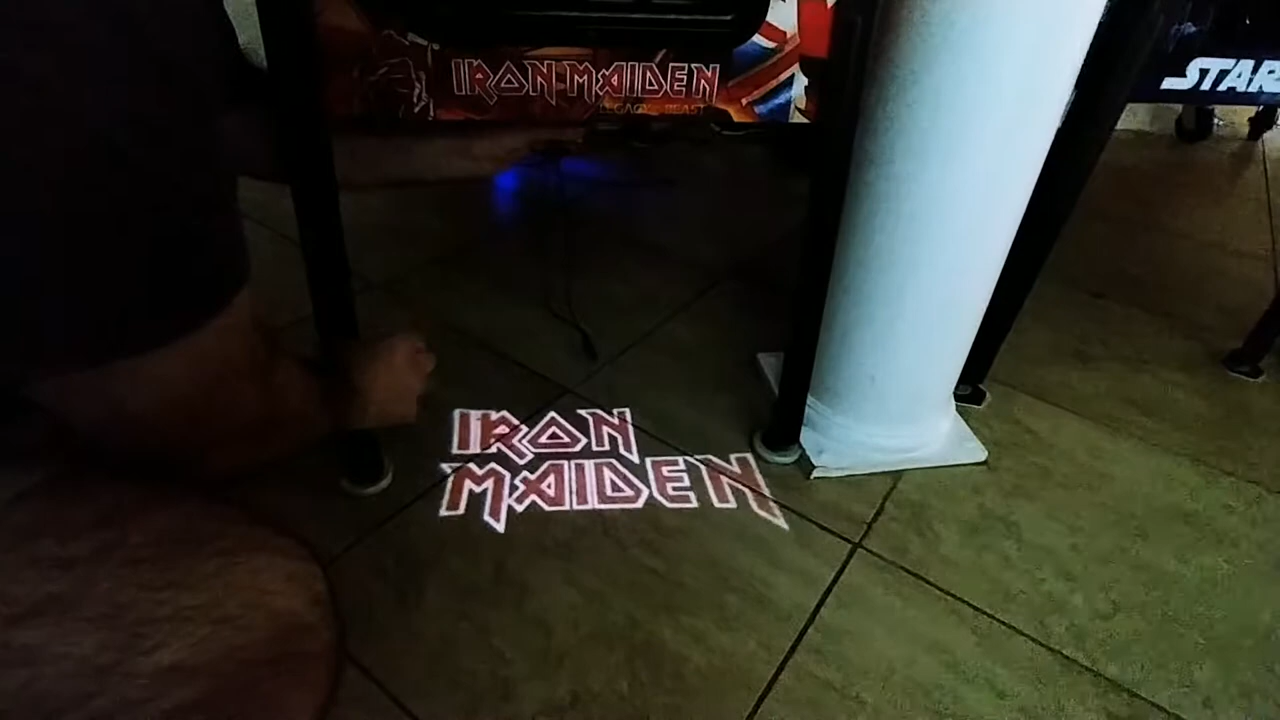 IRON MAIDEN
LEGACY OF THE BEAST
STAR
IRON
MAIDEN